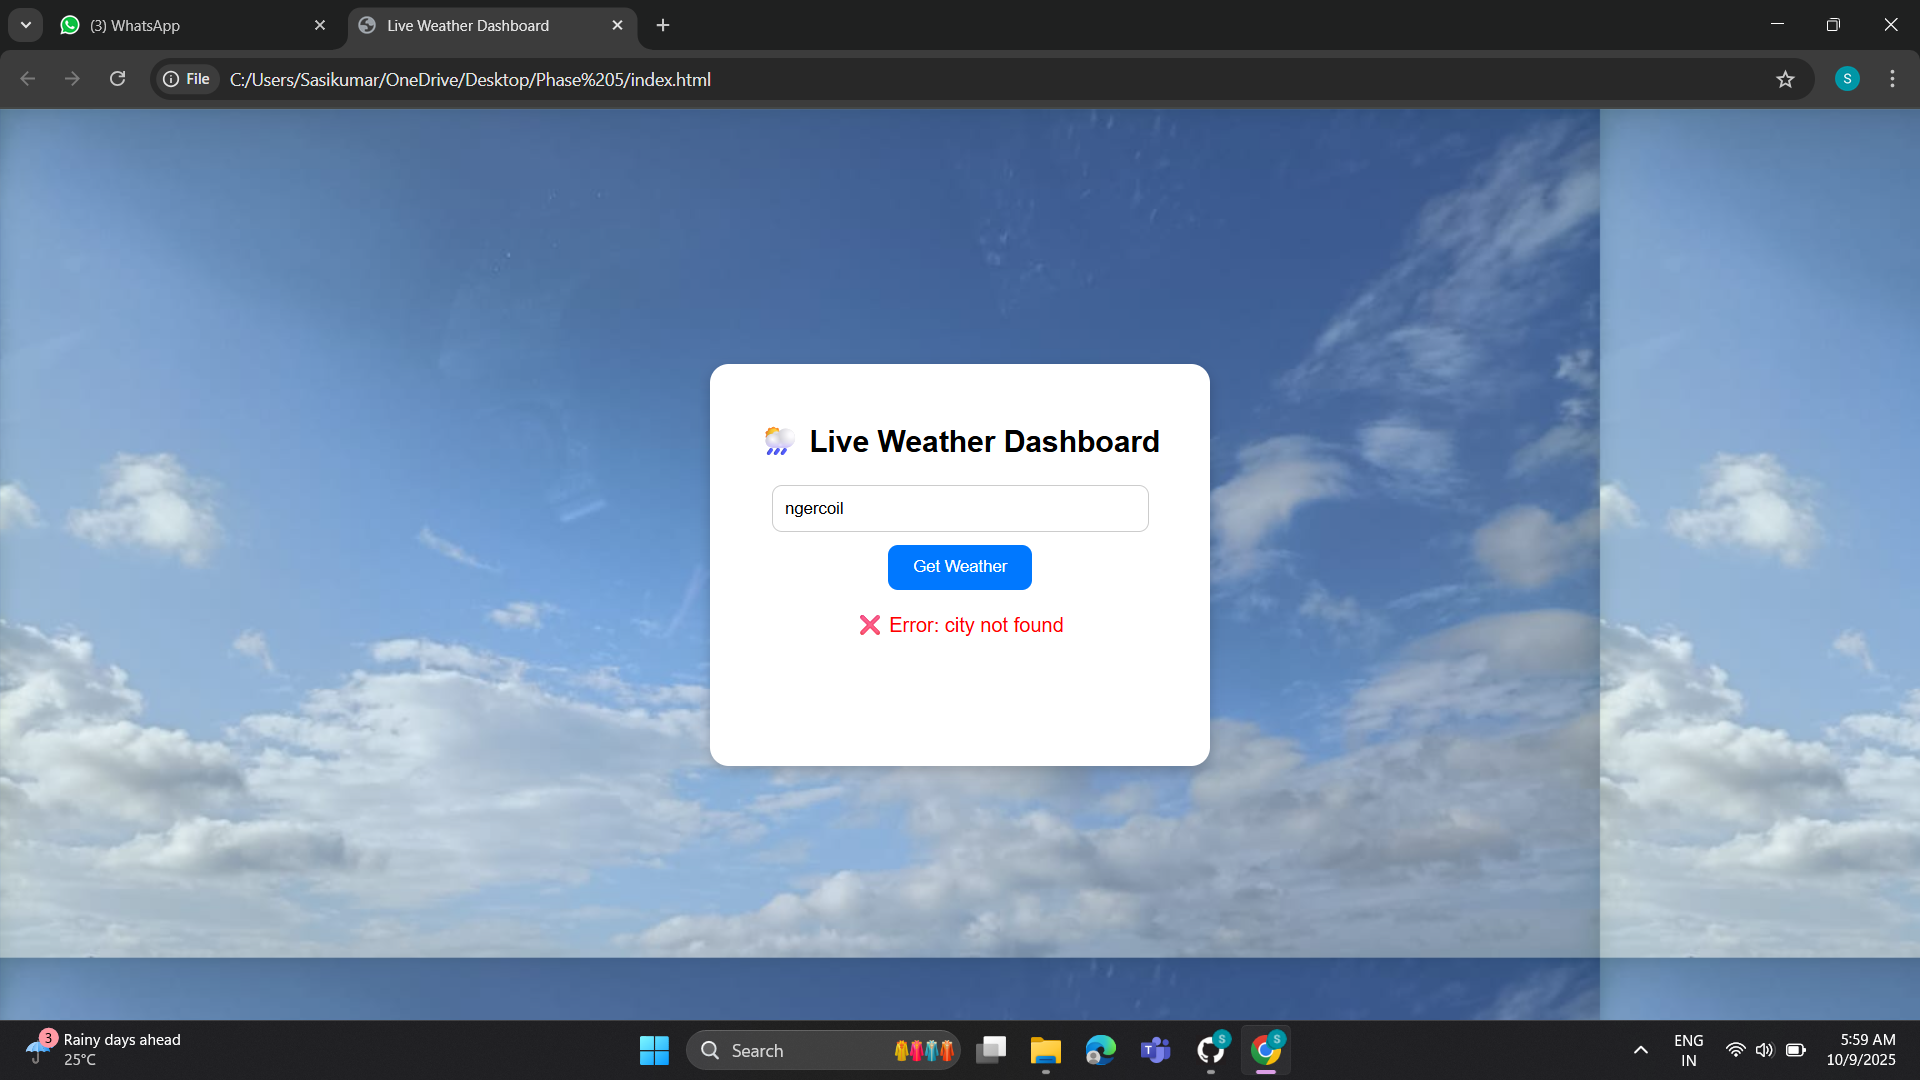 (3) WhatsApp
Live Weather Dashboard
File
C:/Users/Sasikumar/OneDrive/Desktop/Phase%205/index.html
S
Live Weather Dashboard
ngercoil
Get Weather
Error: city not found
3
Rainy days ahead
25°C
Search
T
S
S
ENG
IN
5:59 AM
10/9/2025